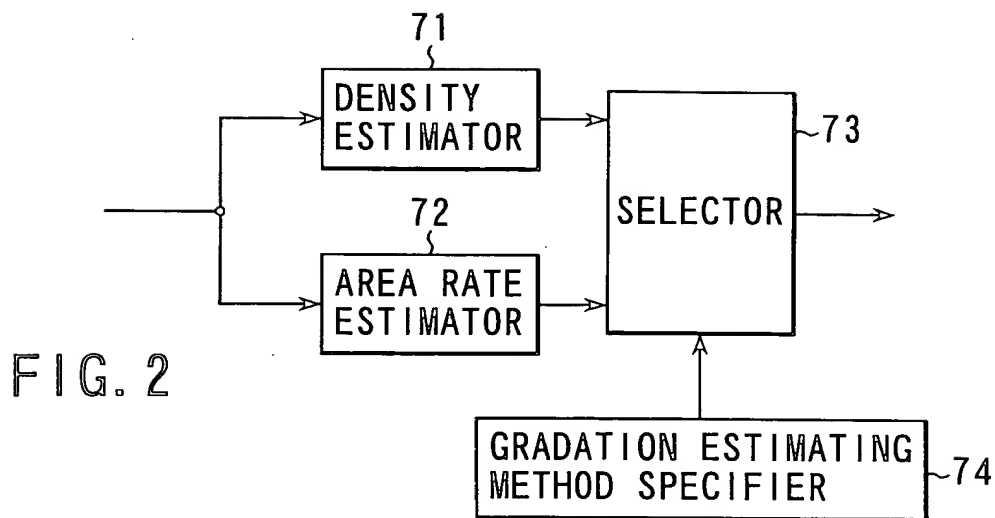 71
DENSITY
ESTIMATOR
73
SELECTOR
72
AREA RATE
ESTIMATOR
FIG. 2
GRADATION ESTIMATING
METHOD SPECIFIER
74